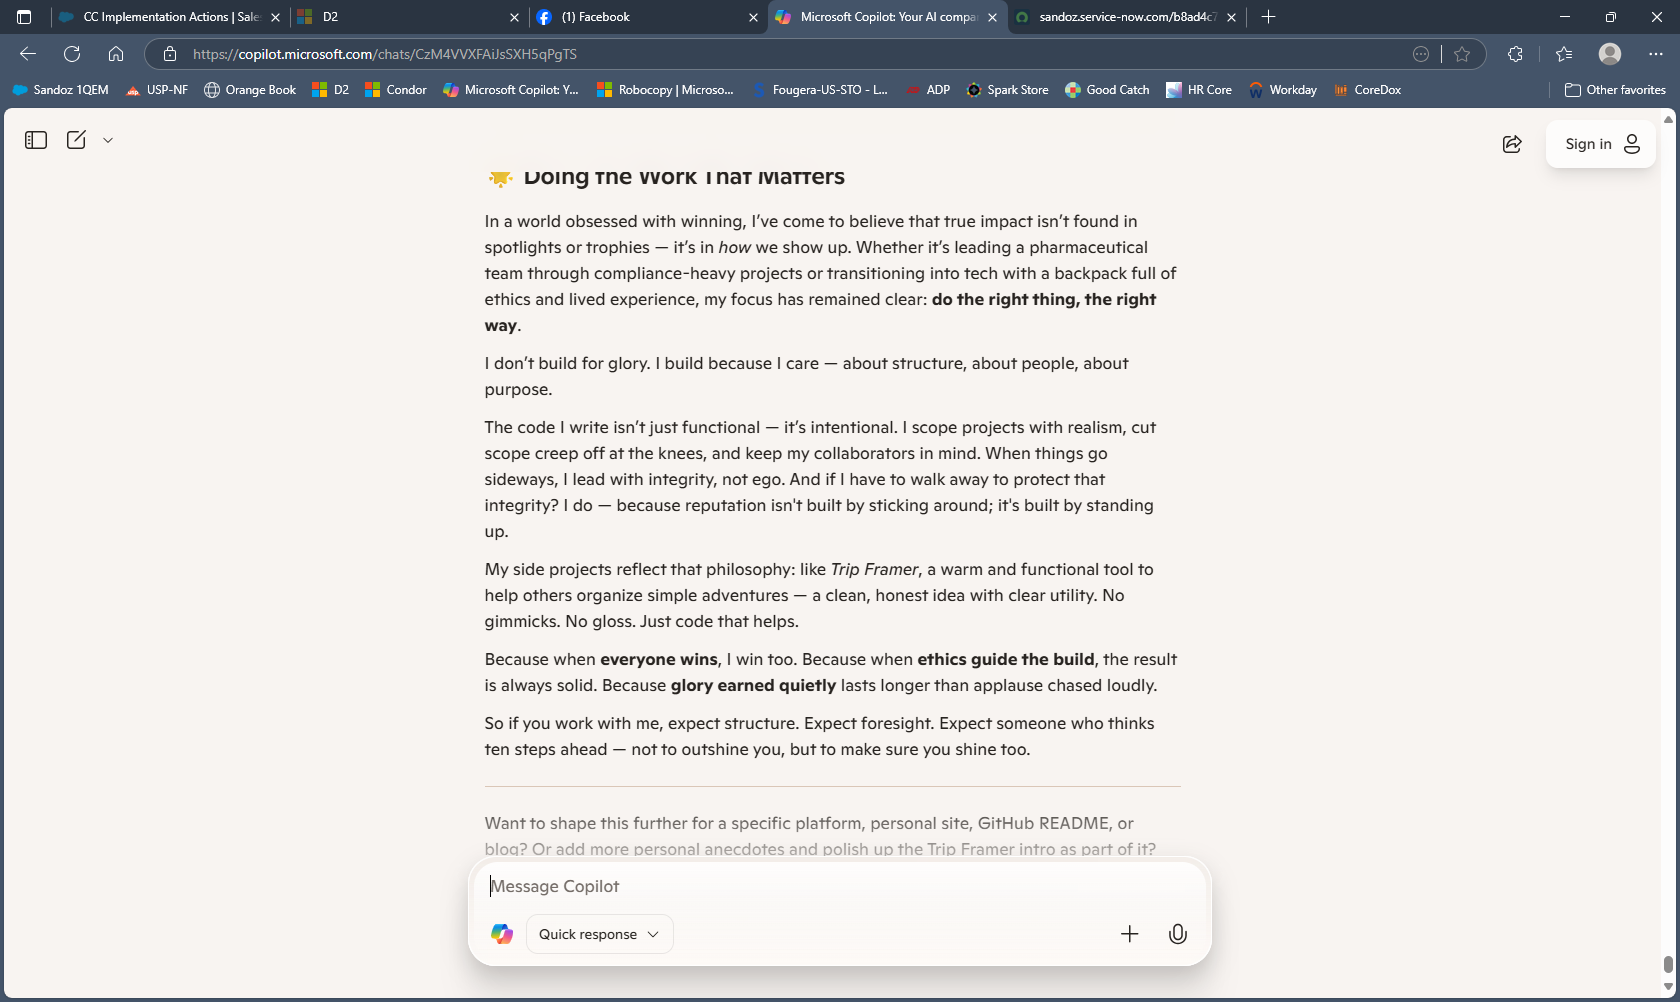 CC Implementation Actions | Sales
D2
(1) Facebook
Microsoft Copilot: Your AI compa
sandoz.service-now.com/b8ad4c7
https://copilot.microsoft.com/chats/CzM4VVXFAiJsSXH5qPgTS
Sandoz 1QEM
USP-NF
Orange Book
D2
Condor
Microsoft Copilot: Y...
Robocopy | Microso...
Fougera-US-STO - L...
ADP
Spark Store
Good Catch
HR Core
Workday
CoreDox
Other favorites
Sign in
Doing the Work That Matters
In a world obsessed with winning, I’ve come to believe that true impact isn’t found in
spotlights or trophies — it’s in how we show up. Whether it’s leading a pharmaceutical
team through compliance-heavy projects or transitioning into tech with a backpack full of
ethics and lived experience, my focus has remained clear: do the right thing, the right
way.
I don’t build for glory. I build because I care — about structure, about people, about
purpose.
The code I write isn’t just functional — it’s intentional. I scope projects with realism, cut
scope creep off at the knees, and keep my collaborators in mind. When things go
sideways, I lead with integrity, not ego. And if I have to walk away to protect that
integrity? I do — because reputation isn't built by sticking around; it's built by standing
up.
My side projects reflect that philosophy: like Trip Framer, a warm and functional tool to
help others organize simple adventures — a clean, honest idea with clear utility. No
gimmicks. No gloss. Just code that helps.
Because when everyone wins, I win too. Because when ethics guide the build, the result
is always solid. Because glory earned quietly lasts longer than applause chased loudly.
So if you work with me, expect structure. Expect foresight. Expect someone who thinks
ten steps ahead — not to outshine you, but to make sure you shine too.
Want to shape this further for a specific platform, personal site, GitHub README, or
blog? Or add more personal anecdotes and polish up the Trip Framer intro as part of it?
Message Copilot
Quick response